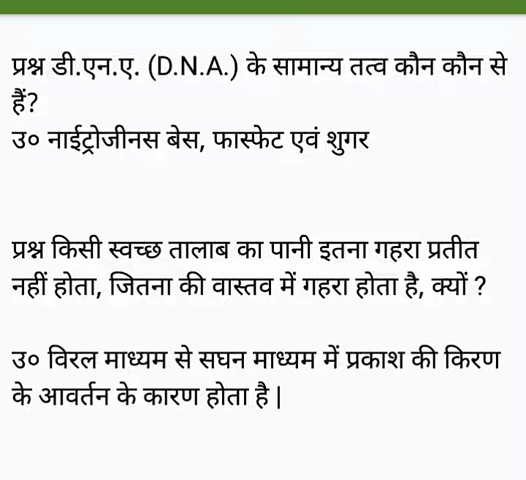 प्रश्न डी.एन.ए. (D.N.A.) के सामान्य तत्व कौन कौन से
हैं?
उ० नाईट्रोजीनस बेस, फास्फेट एवं शुगर
प्रश्न किसी स्वच्छ तालाब का पानी इतना गहरा प्रतीत
नहीं होता, जितना की वास्तव में गहरा होता है, क्यों ?
उ० विरल माध्यम से सघन माध्यम में प्रकाश की किरण
के आवर्तन के कारण होता है |